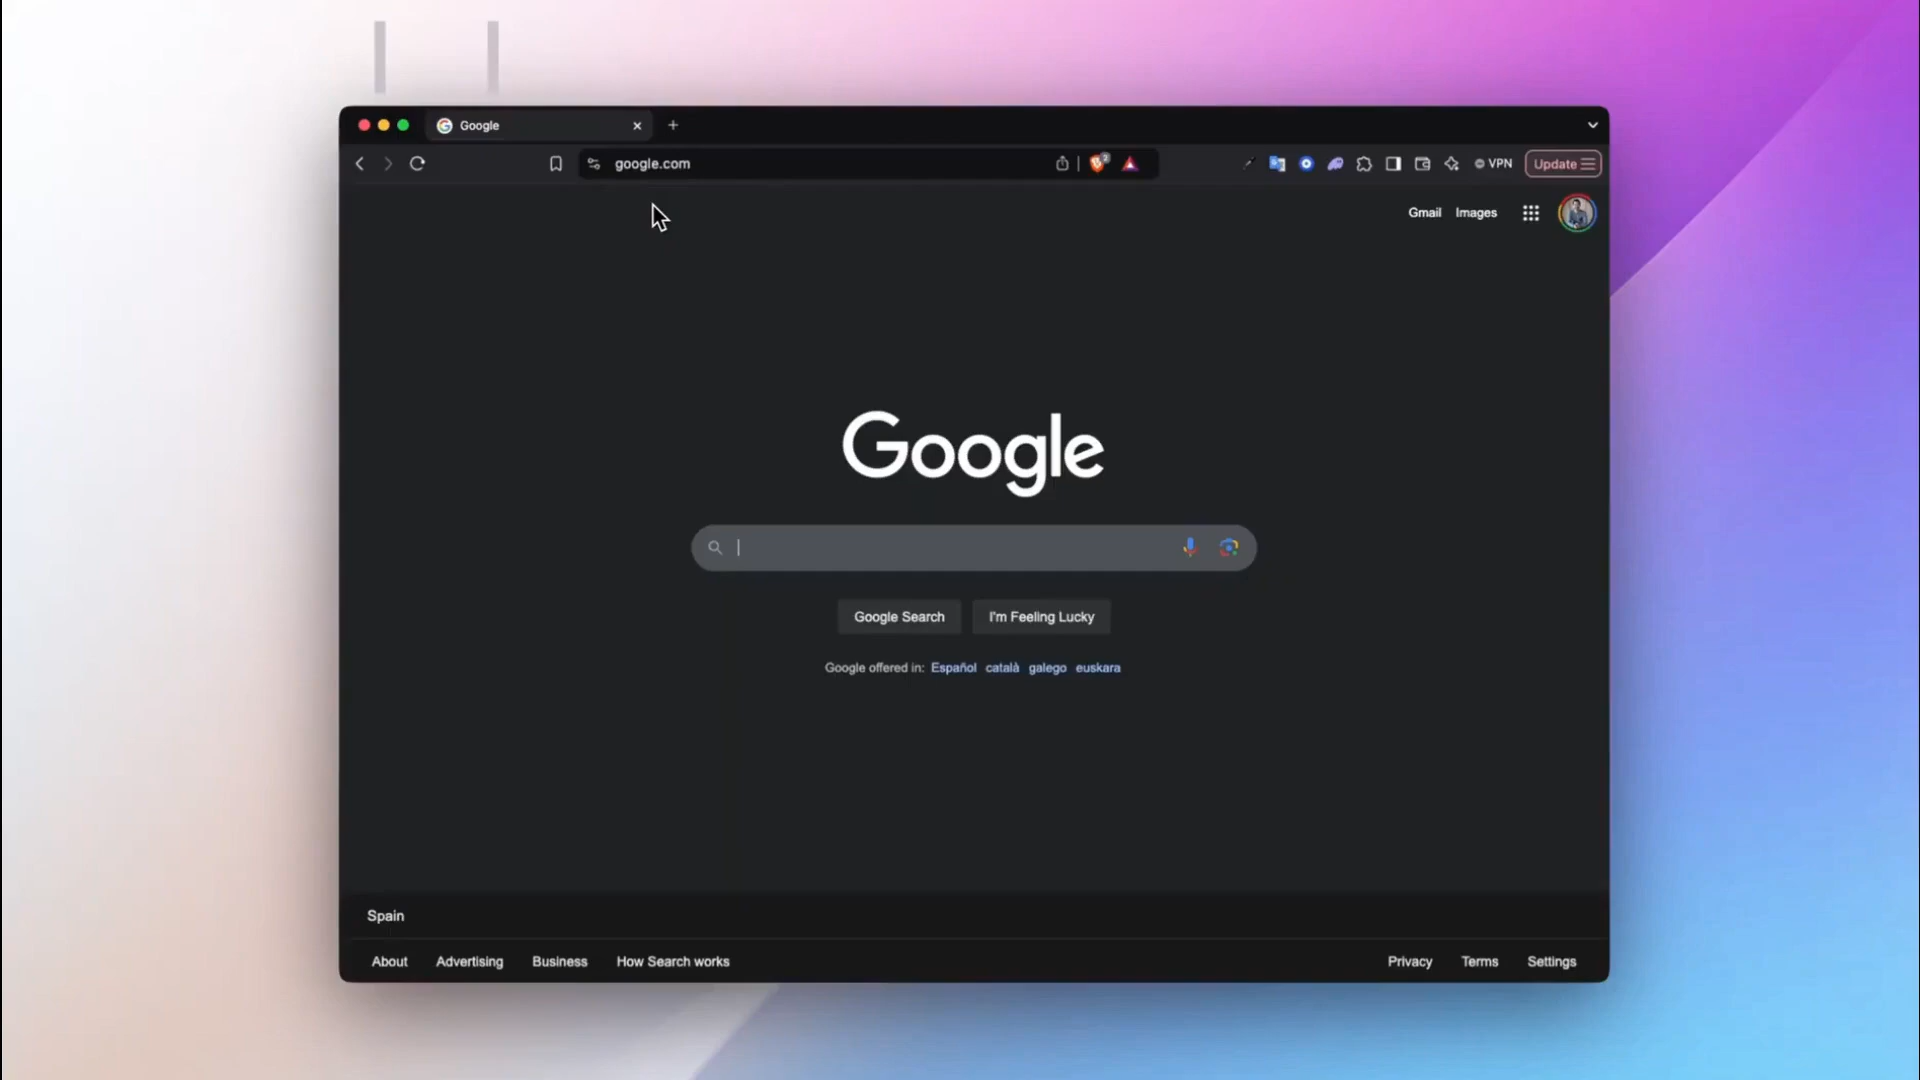 Google
google.com
VPN
Update
Gmail Images
Google
Google Search I'm Feeling Lucky
Google offered in: Español català galego euskara
Spain
About Advertising Business How Search works Privacy Terms Settings